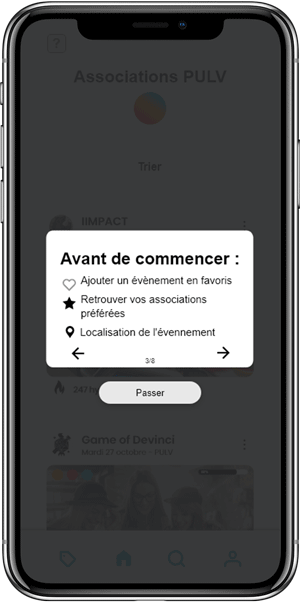 ?
Associations PULV
Trier
IIMPACT
Avant de commencer :
Ajouter un évènement en favoris
Retrouver vos associations
préférées
Localisation de l'évennement
3/8
Passer
Game of Devinci
Mardi 27 octobre - PULV